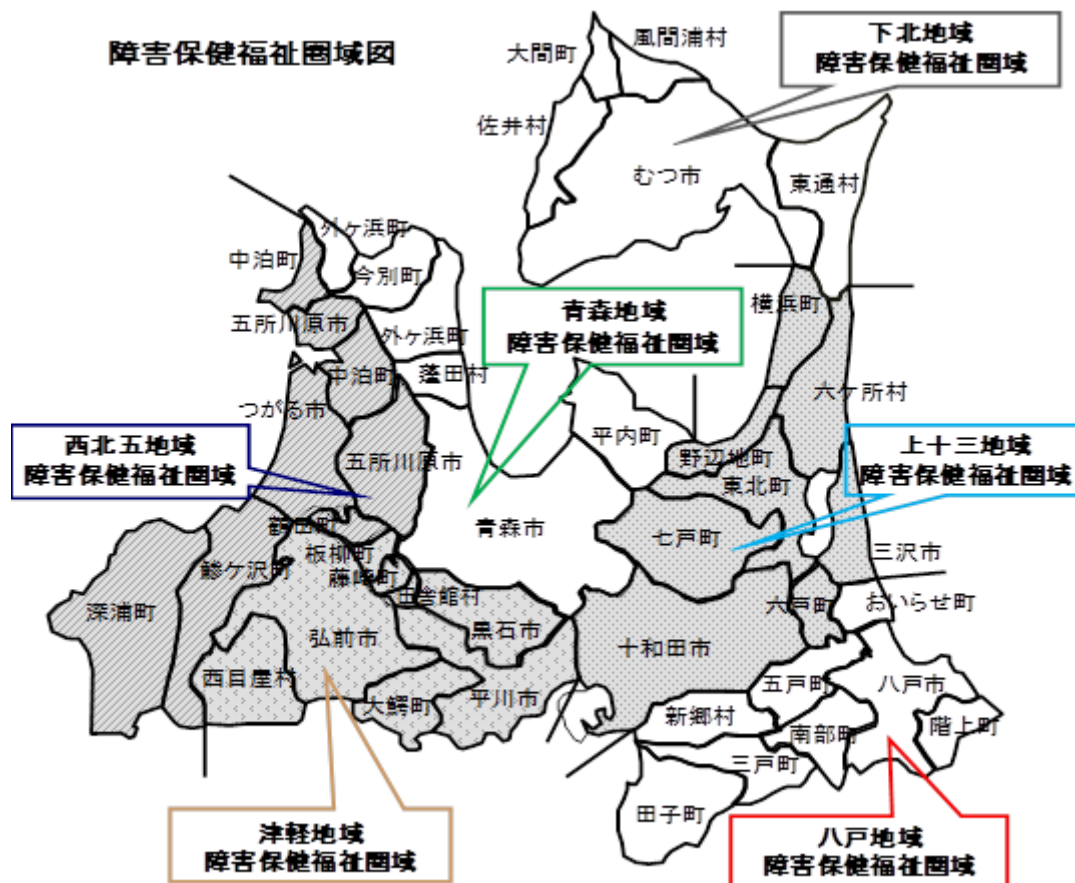 障害保健福祉圏域図
下北地域
障害保健福祉圏域
風間浦村
大間町
佐井村
むつ市
東通村
外ヶ浜町
中泊町
今別町
横浜町
青森地域
障害保健福祉圏域
五所川原市
外ヶ浜町
蓬田村
中泊町
六ケ所村
つがる市
平内町
西北五地域
障害保健福祉圏域
五所川原市
野辺地町
上十三地域
障害保健福祉圏域
東北町
青森市
七戸町
鶴田町
板柳町
三沢市
藤崎町
鰺ケ沢町
田舎館村
六戸町
おいらせ町
深浦町
黒石市
弘前市
十和田市
西目屋村
平川市
五戸町
八戸市
大鰐町
新郷村
南部町
階上町
三戸町
田子町
津軽地域
障害保健福祉圏域
八戸地域
障害保健福祉圏域